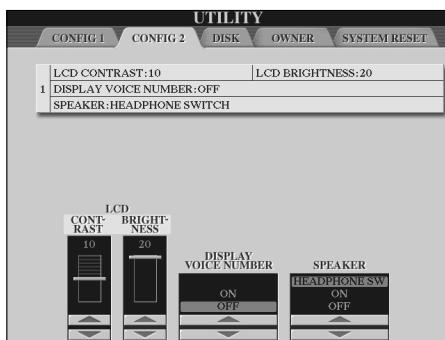 UTILITY
CONFIG 1 CONFIG 2 DISK OWNER SYSTEM RESET
LCD CONTRAST:10 LCD BRIGHTNESS:20
1 DISPLAY VOICE NUMBER:OFF
SPEAKER:HEADPHONE SWITCH
LCD
CONT- BRIGHT-
RAST NESS
10 20
DISPLAY
VOICE NUMBER SPEAKER
HEADPHONE SW
ON ON
OFF OFF